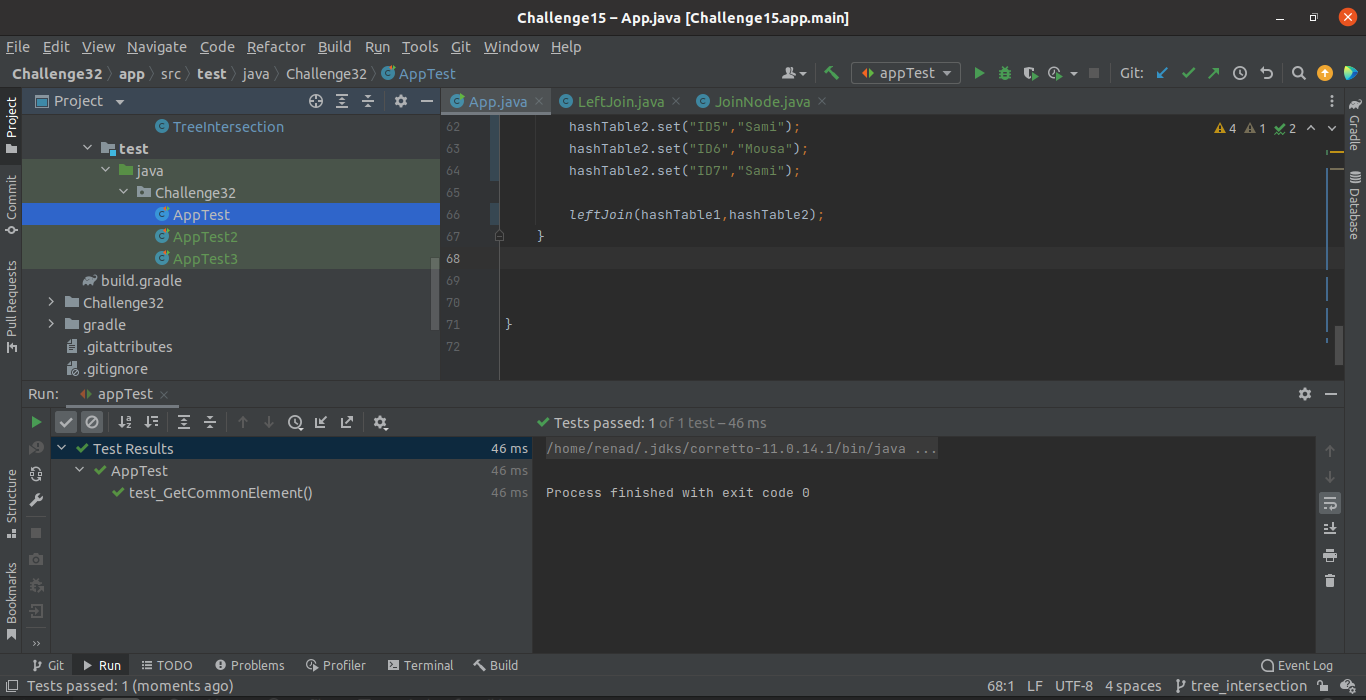 Challenge15 – App.java [Challenge15.app.main]
File Edit View Navigate Code Refactor Build Run Tools Git Window Help
Challenge32 app src test java Challenge32 AppTest appTest Git:
Project App.java LeftJoin.java JoinNode.java
Project
Commit
Pull Requests
Structure
Bookmarks
TreeIntersection
test
java
Challenge32
AppTest
AppTest2
AppTest3
build.gradle
Challenge32
gradle
.gitattributes
.gitignore
62 hashTable2.set("ID5","Sami");
63 hashTable2.set("ID6","Mousa");
64 hashTable2.set("ID7","Sami");
65
66 leftJoin(hashTable1,hashTable2);
67 }
68
69
70
71 }
72
4 1 2
Gradle
Database
Run: appTest
Tests passed: 1 of 1 test – 46 ms
Test Results 46 ms
AppTest 46 ms
test_GetCommonElement() 46 ms
/home/renad/.jdks/corretto-11.0.14.1/bin/java ...
Process finished with exit code 0
Git Run TODO Problems Profiler Terminal Build Event Log
Tests passed: 1 (moments ago) 68:1 LF UTF-8 4 spaces tree_intersection